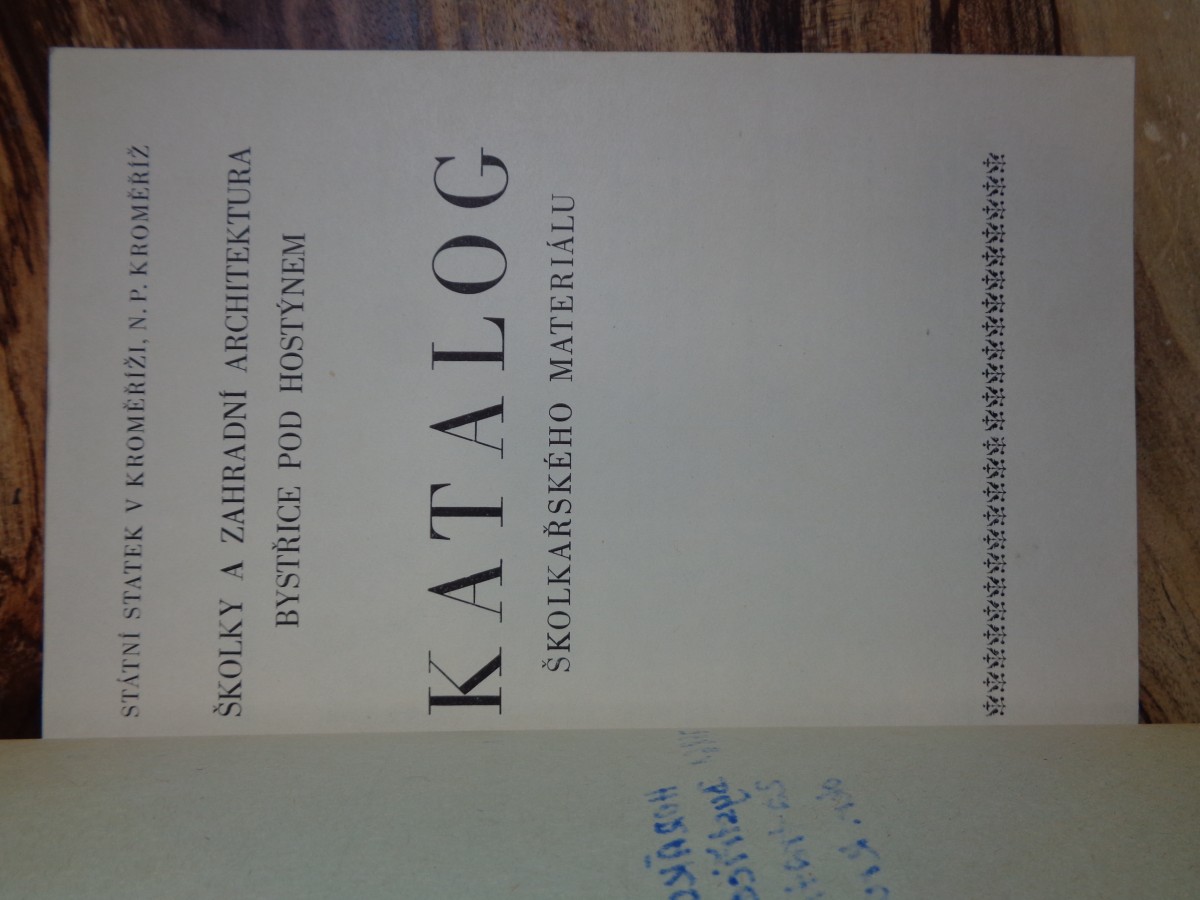 STÁTNÍ STATEK V KROMĚŘÍŽI, N. P. KROMĚŘÍŽ
ŠKOLKY A ZAHRADNÍ ARCHITEKTURA
BYSTŘICE POD HOSTÝNEM
KATALOG
ŠKOLKAŘSKÉHO MATERIÁLU